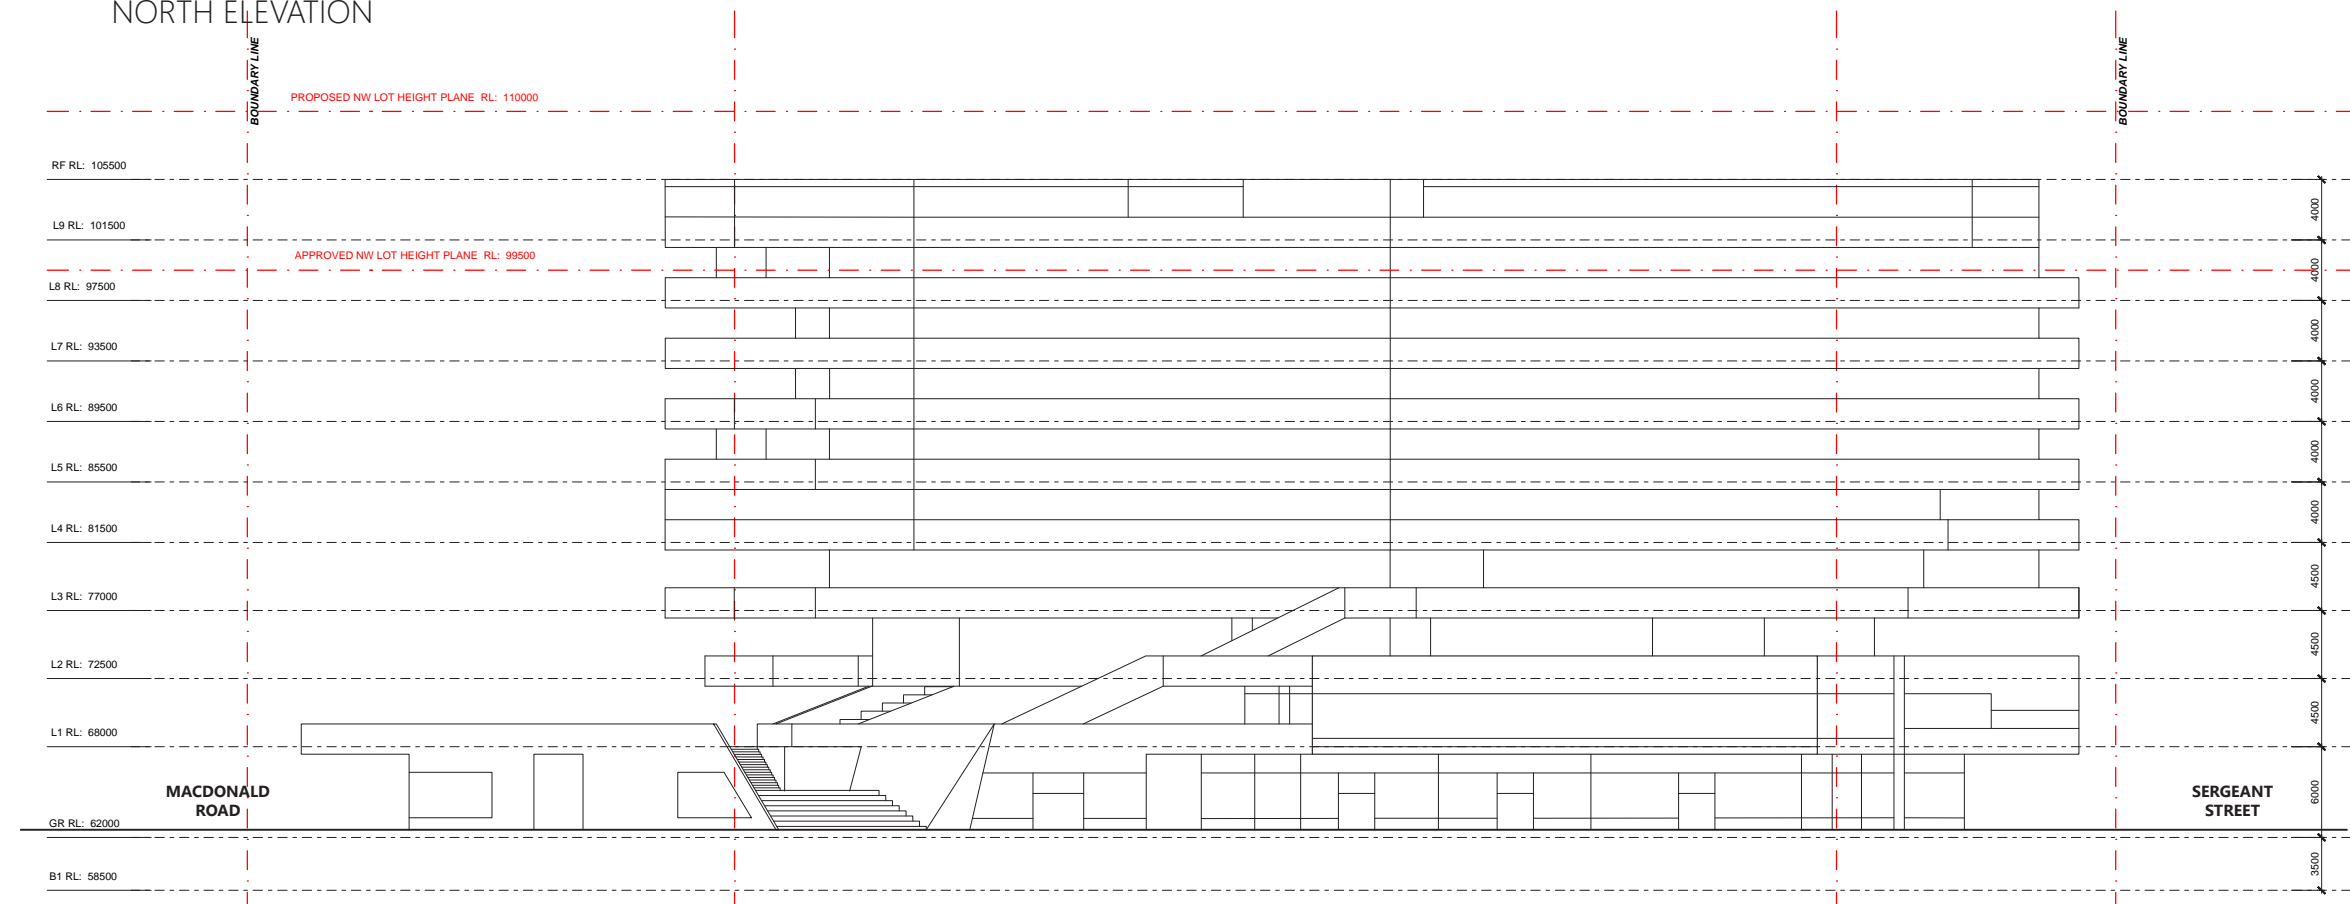 NORTH ELEVATION
BOUNDARY LINE
BOUNDARY LINE
PROPOSED NW LOT HEIGHT PLANE RL: 110000
RF RL: 105500
4000
L9 RL: 101500
APPROVED NW LOT HEIGHT PLANE RL: 99500
4000
L8 RL: 97500
4000
L7 RL: 93500
4000
L6 RL: 89500
4000
L5 RL: 85500
4000
L4 RL: 81500
4500
L3 RL: 77000
4500
L2 RL: 72500
4500
L1 RL: 68000
MACDONALD
ROAD
6000
SERGEANT
STREET
GR RL: 62000
3500
B1 RL: 58500